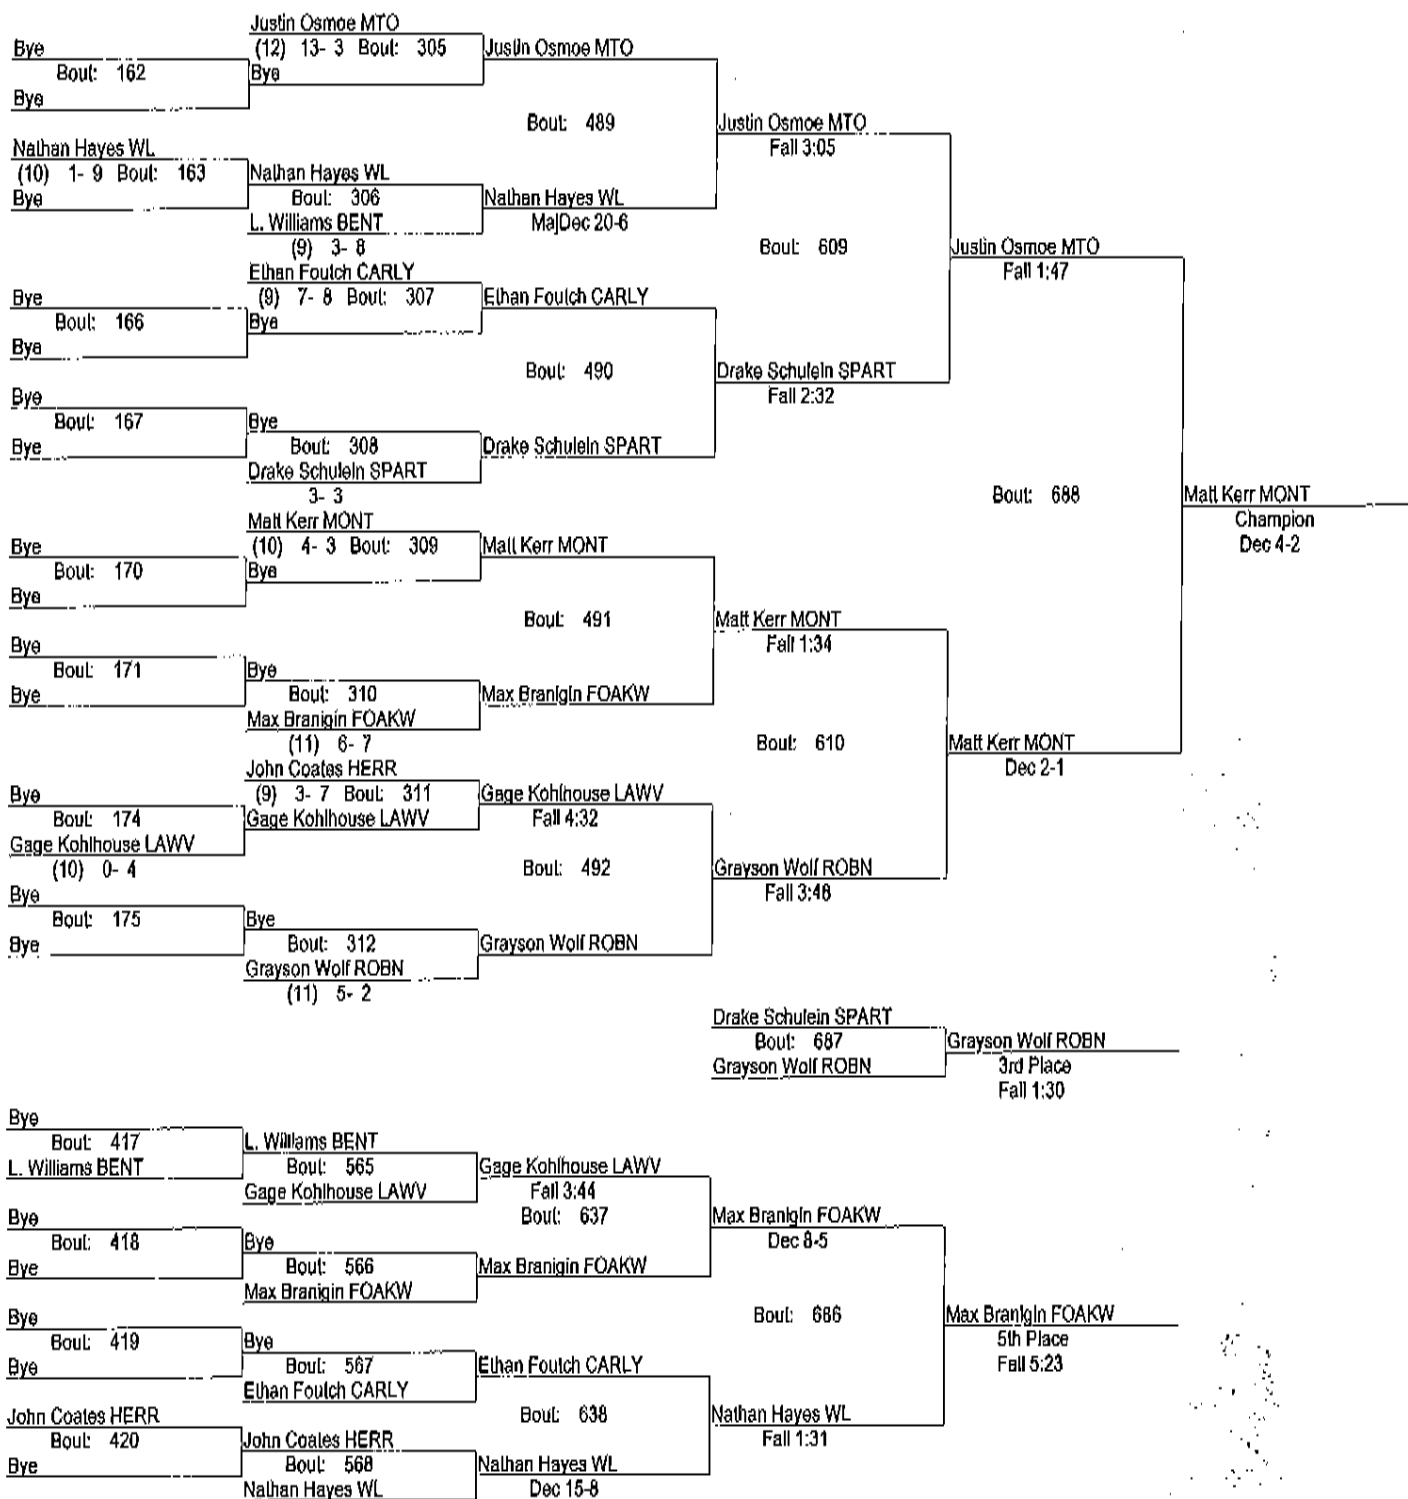 Justin Osmoe MTO
Bye
(12) 13- 3 Bout: 305
Justin Osmoe MTO
Bout: 162
Bye
Bye
Bout: 489
Justin Osmoe MTO
Fall 3:05
Nathan Hayes WL
(10) 1- 9 Bout: 163
Nathan Hayes WL
Bye
Bout: 306
Nathan Hayes WL
L. Williams BENT
MajDec 20-6
(9) 3- 8
Bout: 609
Justin Osmoe MTO
Fall 1:47
Ethan Foutch CARLY
Bye
(9) 7- 8 Bout: 307
Ethan Foutch CARLY
Bout: 166
Bye
Bye
Bout: 490
Drake Schulein SPART
Fall 2:32
Bye
Bout: 167
Bye
Bye
Bout: 308
Drake Schulein SPART
Drake Schulein SPART
3- 3
Bout: 688
Matt Kerr MONT
Champion
Dec 4-2
Matt Kerr MONT
Bye
(10) 4- 3 Bout: 309
Matt Kerr MONT
Bout: 170
Bye
Bye
Bout: 491
Matt Kerr MONT
Fall 1:34
Bye
Bout: 171
Bye
Bye
Bout: 310
Max Branigin FOAKW
Max Branigin FOAKW
(11) 6- 7
Bout: 610
Matt Kerr MONT
Dec 2-1
John Coates HERR
Bye
(9) 3- 7 Bout: 311
Gage Kohlhouse LAWV
Bout: 174
Gage Kohlhouse LAWV
Fall 4:32
Gage Kohlhouse LAWV
(10) 0- 4
Bout: 492
Grayson Wolf ROBN
Fall 3:48
Bye
Bout: 175
Bye
Bye
Bout: 312
Grayson Wolf ROBN
Grayson Wolf ROBN
(11) 5- 2
Drake Schulein SPART
Bout: 687
Grayson Wolf ROBN
Grayson Wolf ROBN
3rd Place
Fall 1:30
Bye
Bout: 417
L. Williams BENT
L. Williams BENT
Bout: 565
Gage Kohlhouse LAWV
Gage Kohlhouse LAWV
Fall 3:44
Bye
Bout: 637
Max Branigin FOAKW
Bout: 418
Bye
Dec 8-5
Bye
Bout: 566
Max Branigin FOAKW
Max Branigin FOAKW
Bye
Bout: 686
Max Branigin FOAKW
Bout: 419
Bye
5th Place
Bye
Bout: 567
Ethan Foutch CARLY
Fall 5:23
Ethan Foutch CARLY
John Coates HERR
Bout: 638
Nathan Hayes WL
Bout: 420
John Coates HERR
Fall 1:31
Bye
Bout: 568
Nathan Hayes WL
Nathan Hayes WL
Dec 15-8